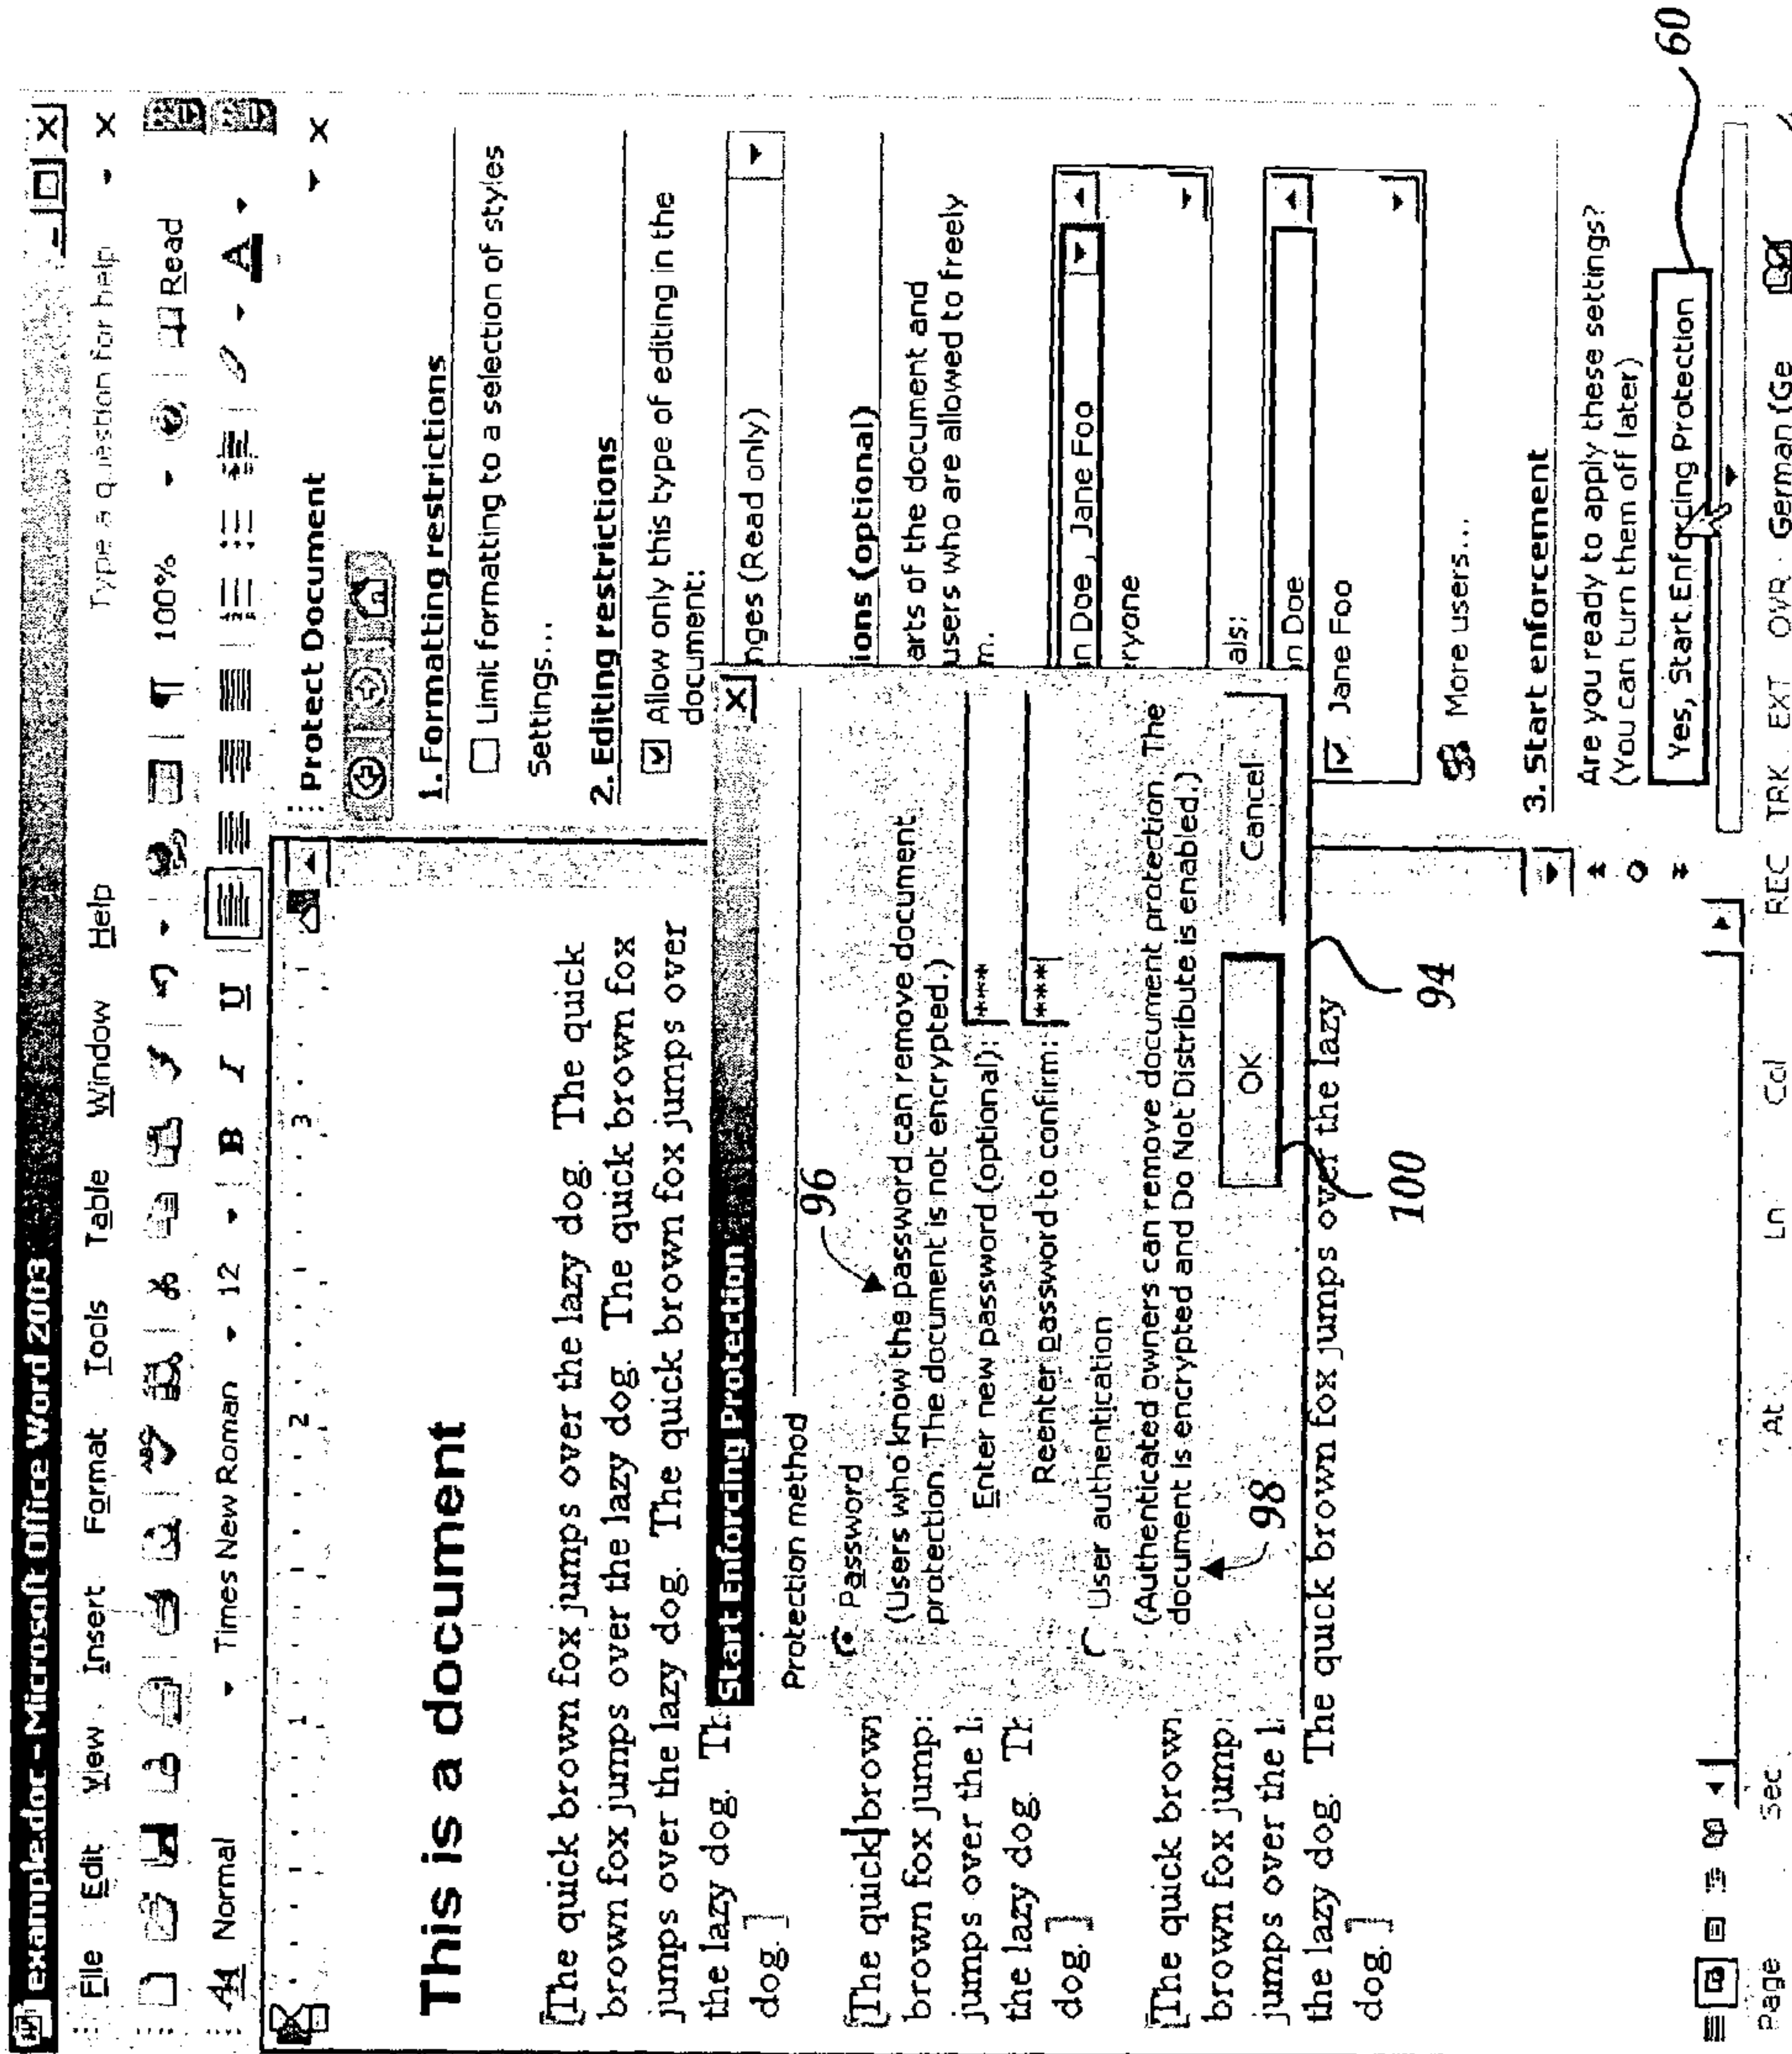 example.doc - Microsoft Office Word 2003
File Edit View Insert Format Tools Table Window Help Type a question for help
100% Read
Normal Times New Roman 12 B I U A
1 2 3
Protect Document
1. Formatting restrictions
Limit formatting to a selection of styles
Settings...
2. Editing restrictions
Allow only this type of editing in the
document:
nges (Read only)
ions (optional)
arts of the document and
users who are allowed to freely
m.
n Doe , Jane Foo
ryone
als:
n Doe
Jane Foo
More users...
3. Start enforcement
Are you ready to apply these settings?
(You can turn them off later)
Yes, Start Enforcing Protection
60
This is a document
[The quick brown fox jumps over the lazy dog. The quick
brown fox jumps over the lazy dog. The quick brown fox
jumps over the lazy dog. The quick brown fox jumps over
the lazy dog. Th
dog.]
[The quick brown
brown fox jump
jumps over the l
the lazy dog. Th
dog.]
[The quick brown
brown fox jump
jumps over the l
the lazy dog. The quick brown fox jumps over the lazy
dog.]
Start Enforcing Protection
Protection method
96
Password
(Users who know the password can remove document
protection. The document is not encrypted.)
Enter new password (optional): ****
Reenter password to confirm: ****
User authentication
(Authenticated owners can remove document protection. The
document is encrypted and Do Not Distribute is enabled.)
98
OK Cancel
100
94
Page Sec At Ln Col REC TRK EXT OVR German (Ge